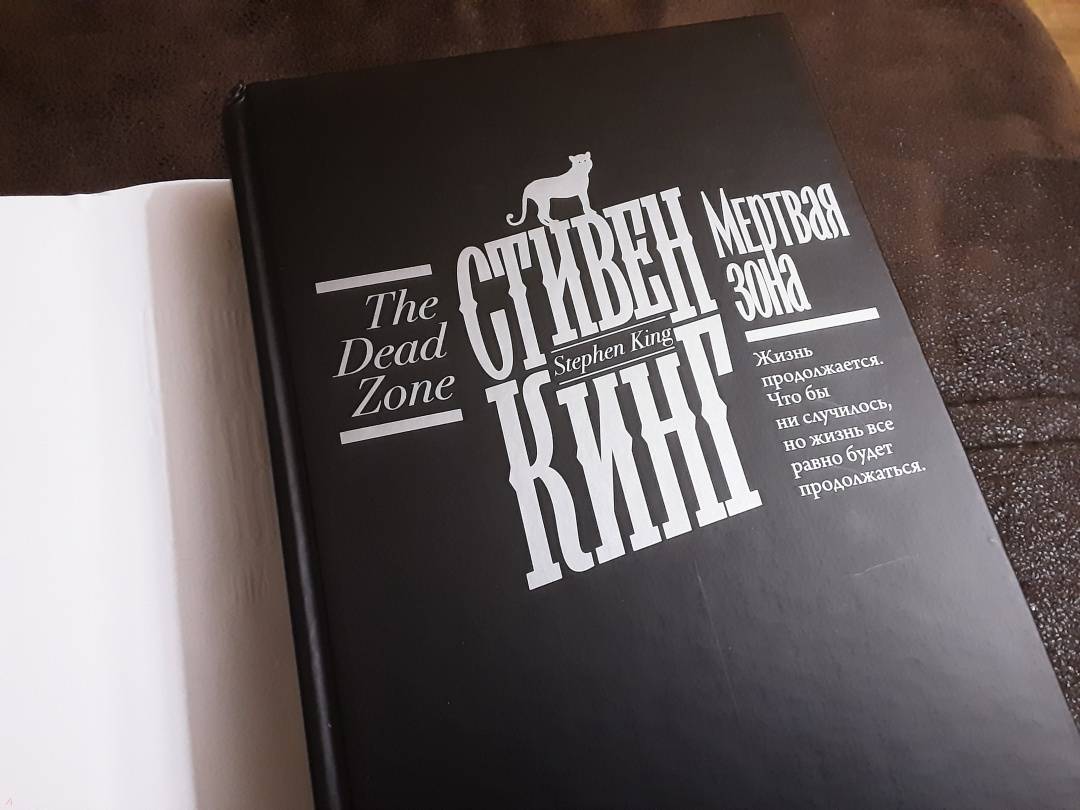 The
Dead
Zone
СТИВЕН
Stephen King
КИНГ
Мертвая
зона
Жизнь
продолжается.
Что бы
ни случилось,
но жизнь все
равно будет
продолжаться.